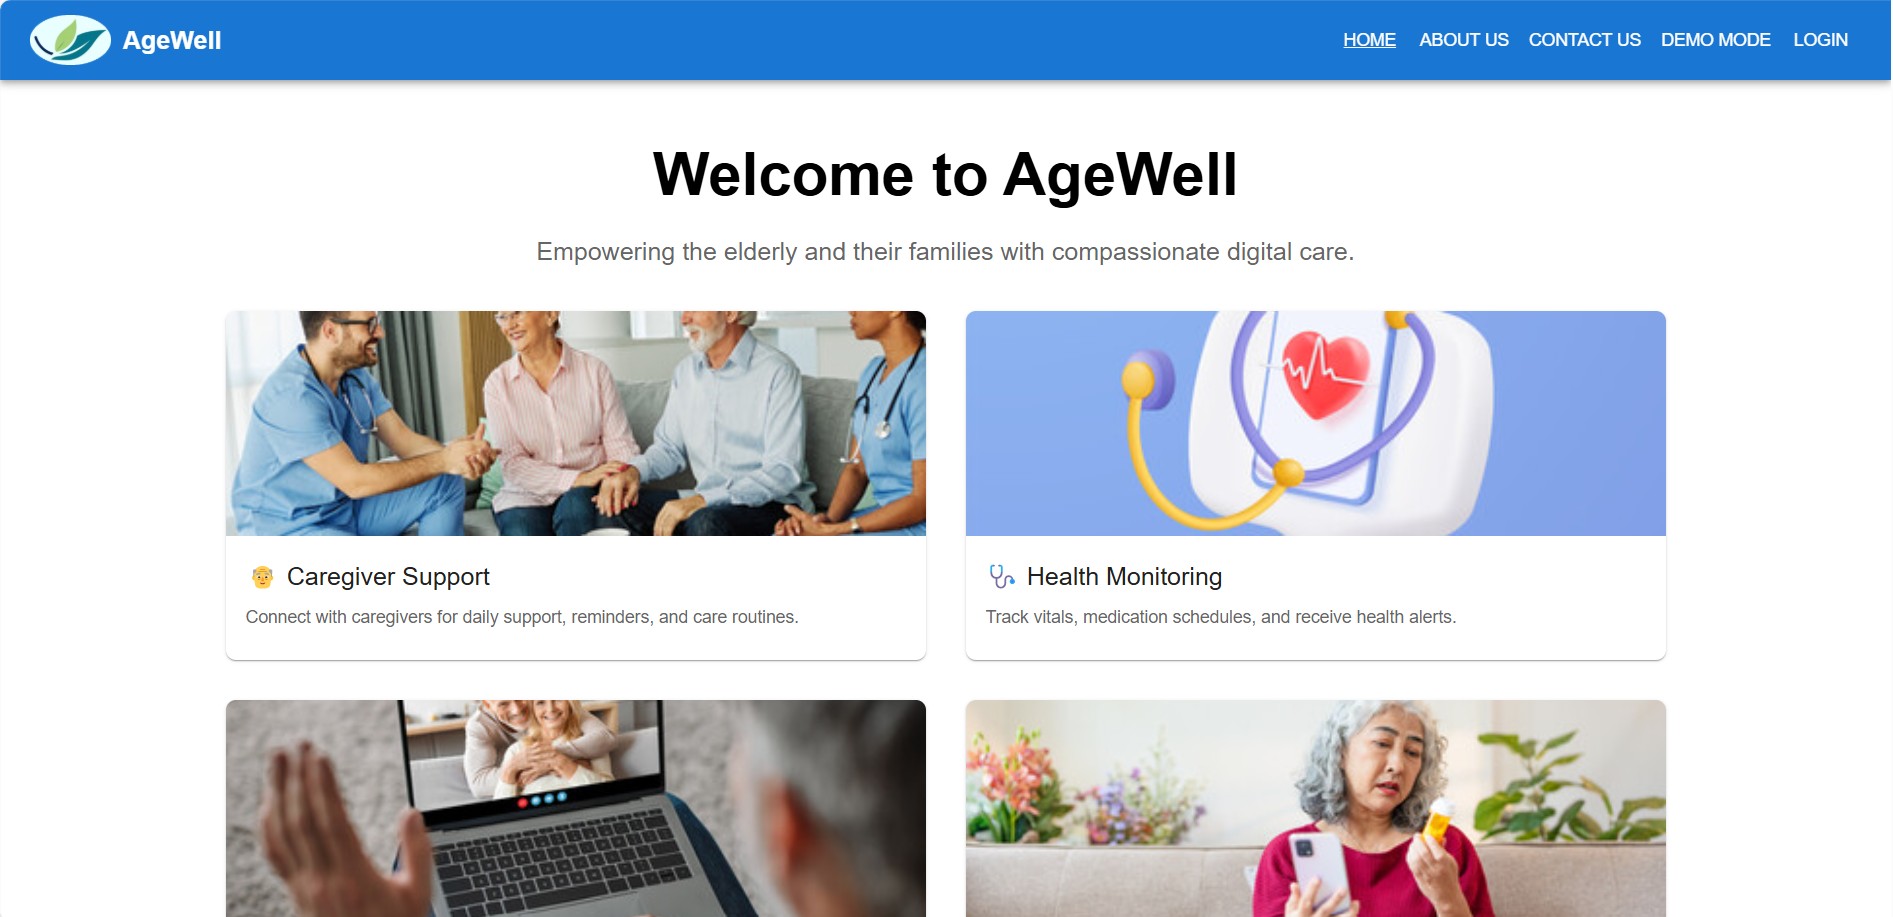 AgeWell
HOME ABOUT US CONTACT US DEMO MODE LOGIN
Welcome to AgeWell
Empowering the elderly and their families with compassionate digital care.
Caregiver Support
Connect with caregivers for daily support, reminders, and care routines.
Health Monitoring
Track vitals, medication schedules, and receive health alerts.